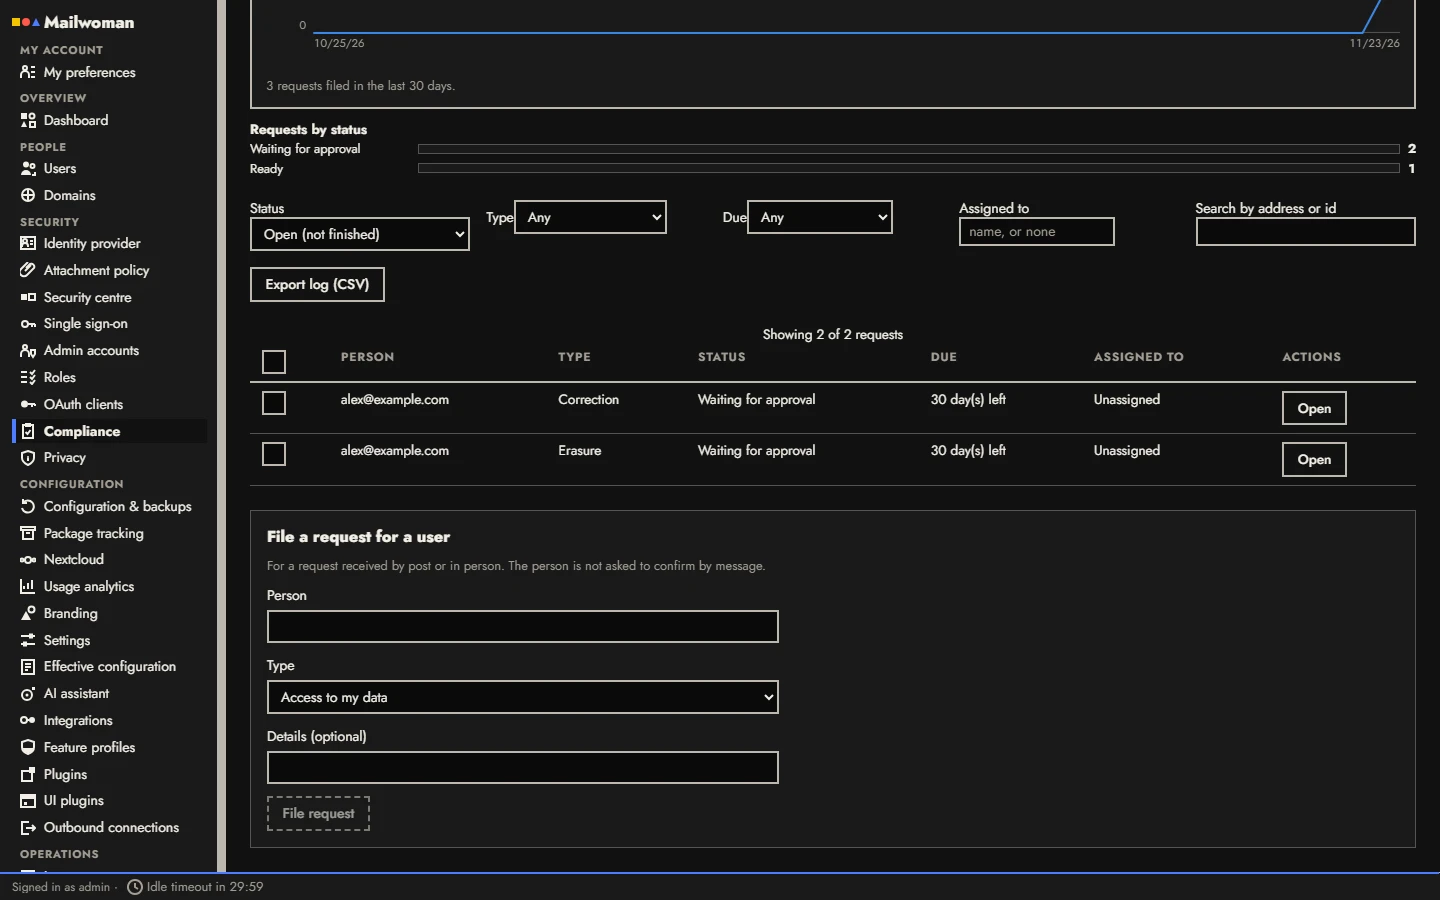 Mailwoman
MY ACCOUNT
My preferences
OVERVIEW
Dashboard
PEOPLE
Users
Domains
SECURITY
Identity provider
Attachment policy
Security centre
Single sign-on
Admin accounts
Roles
OAuth clients
Compliance
Privacy
CONFIGURATION
Configuration & backups
Package tracking
Nextcloud
Usage analytics
Branding
Settings
Effective configuration
AI assistant
Integrations
Feature profiles
Plugins
UI plugins
Outbound connections
OPERATIONS
0
10/25/26 11/23/26
3 requests filed in the last 30 days.
Requests by status
Waiting for approval 2
Ready 1
Status Type Any Due Any Assigned to Search by address or id
Open (not finished) name, or none
Export log (CSV)
Showing 2 of 2 requests
PERSON TYPE STATUS DUE ASSIGNED TO ACTIONS
alex@example.com Correction Waiting for approval 30 day(s) left Unassigned Open
alex@example.com Erasure Waiting for approval 30 day(s) left Unassigned Open
File a request for a user
For a request received by post or in person. The person is not asked to confirm by message.
Person
Type
Access to my data
Details (optional)
File request
Signed in as admin · Idle timeout in 29:59